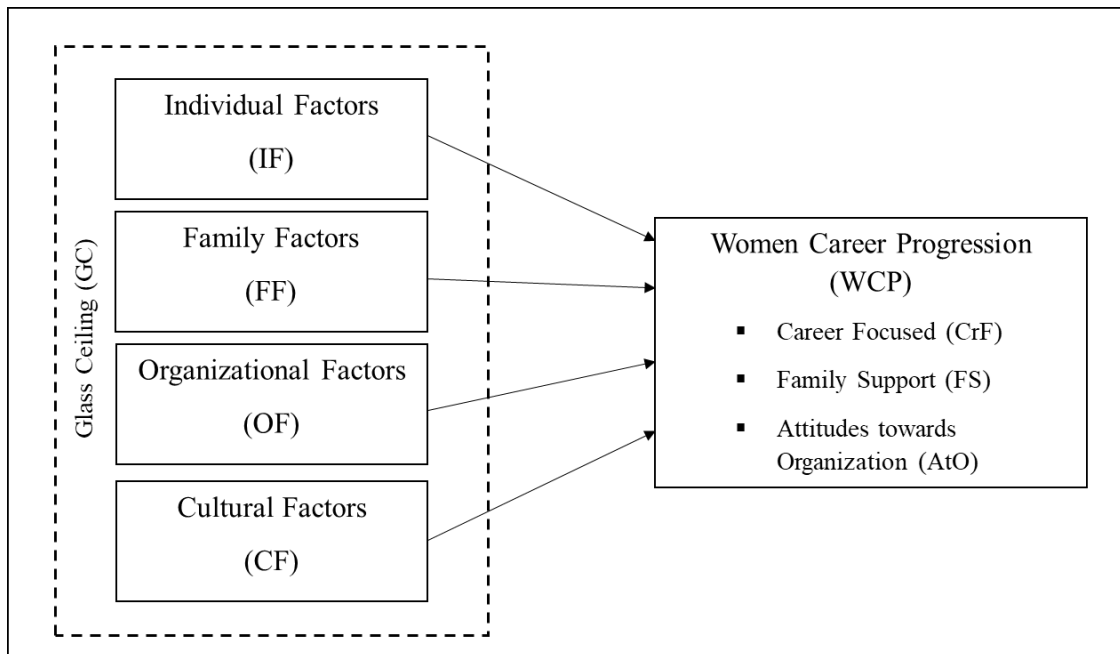 Glass Ceiling (GC)
Individual Factors
(IF)
Family Factors
(FF)
Organizational Factors
(OF)
Cultural Factors
(CF)
Women Career Progression
(WCP)
▪ Career Focused (CrF)
▪ Family Support (FS)
▪ Attitudes towards
Organization (AtO)